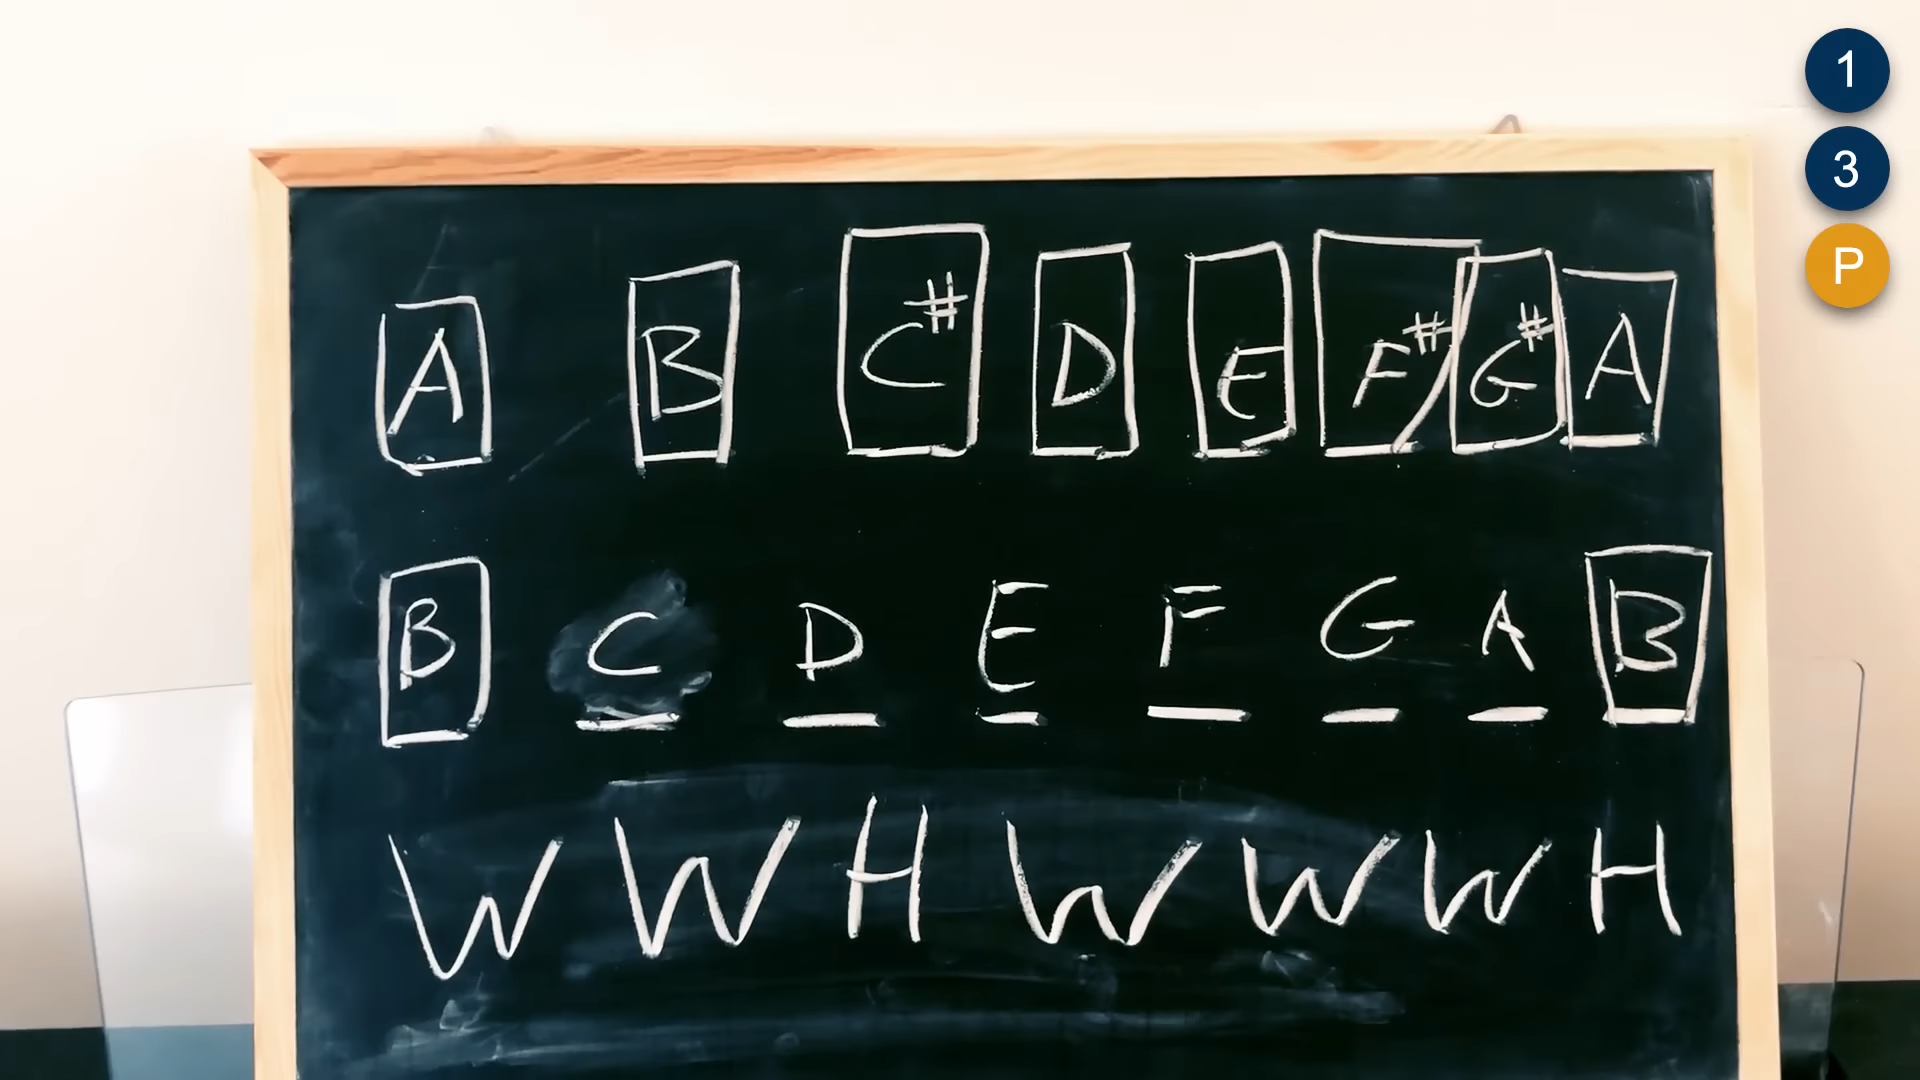 1
3
P
A B C# D E F# G# A
B C D E F G A B
W W H W W W H